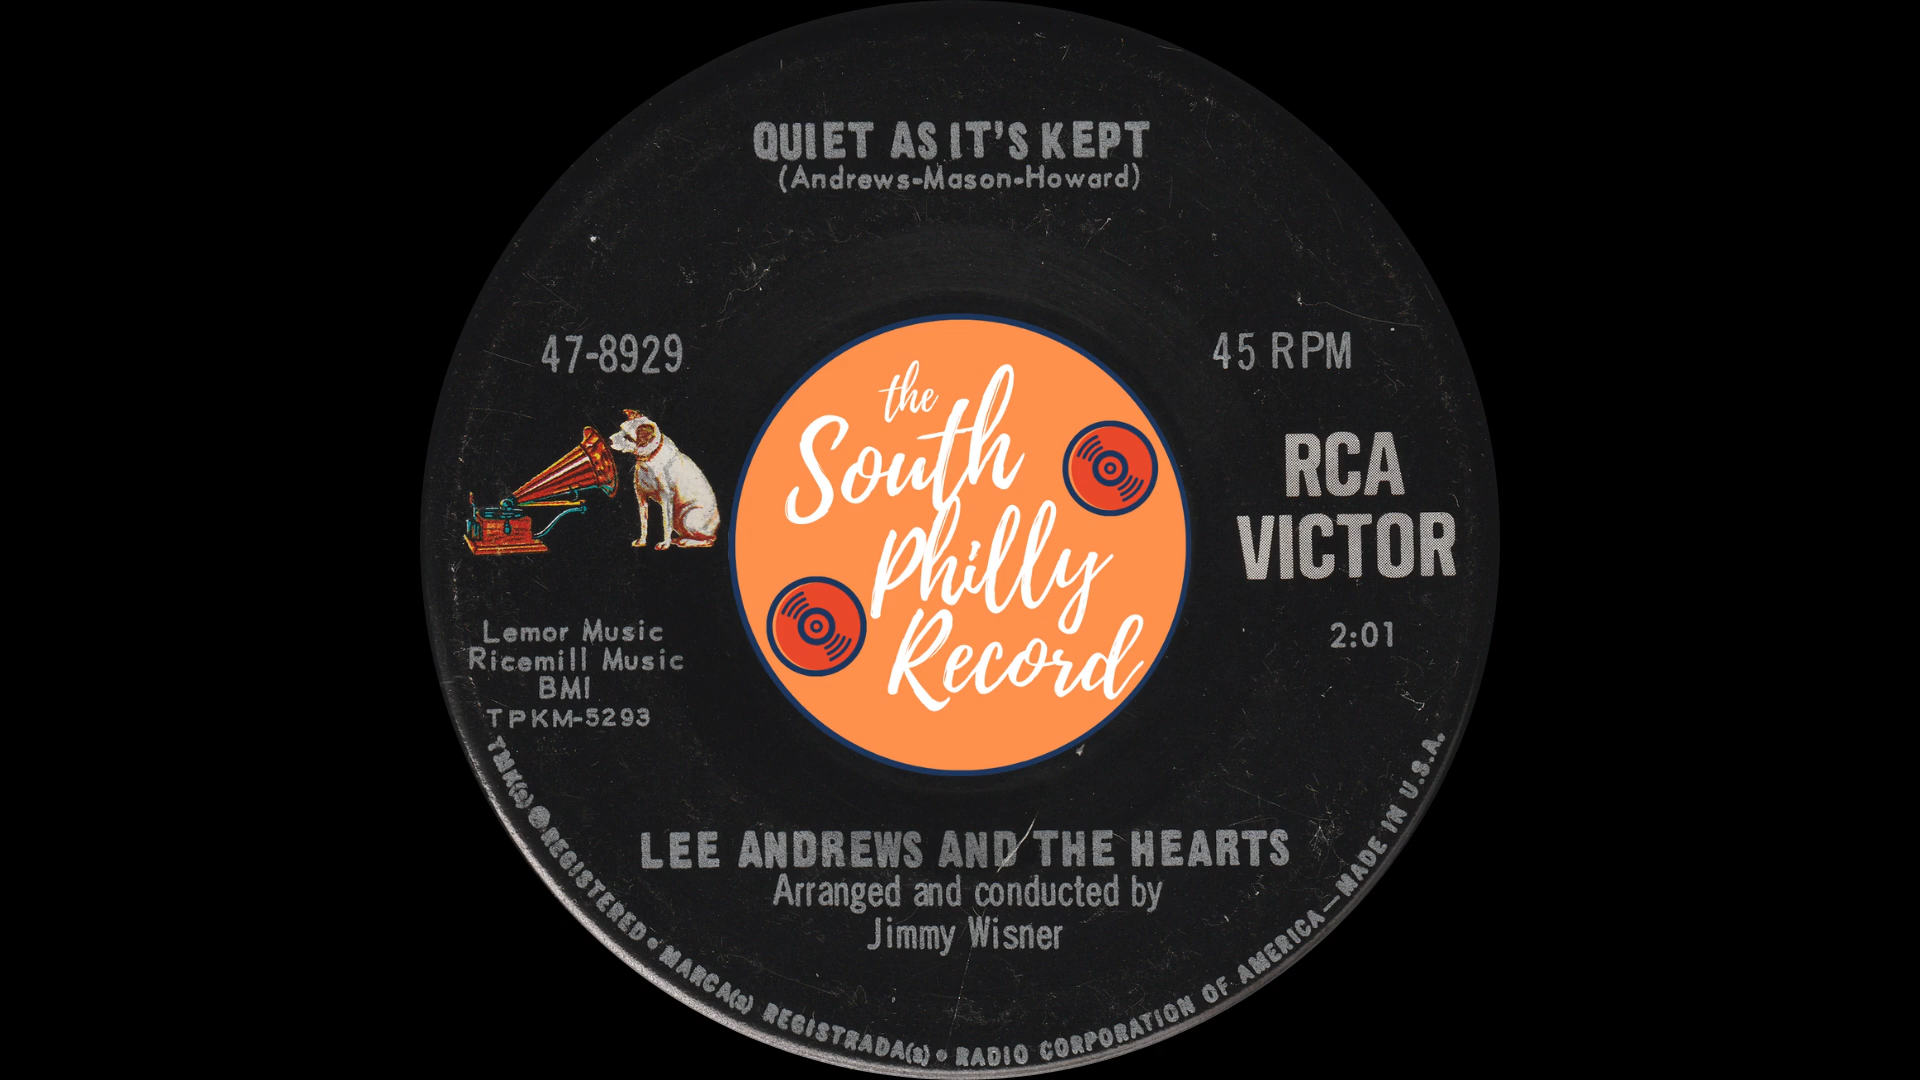 QUIET AS IT'S KEPT
(Andrews-Mason-Howard)
47-8929
45 RPM
the
South
Philly
Record
RCA
VICTOR
Lemor Music
Ricemill Music
BMI
TPKM-5293
2:01
LEE ANDREWS AND THE HEARTS
Arranged and conducted by
Jimmy Wisner
TMK(s) ® REGISTERED • MARCA(s) REGISTRADA(s) • RADIO CORPORATION OF AMERICA—MADE IN U.S.A.